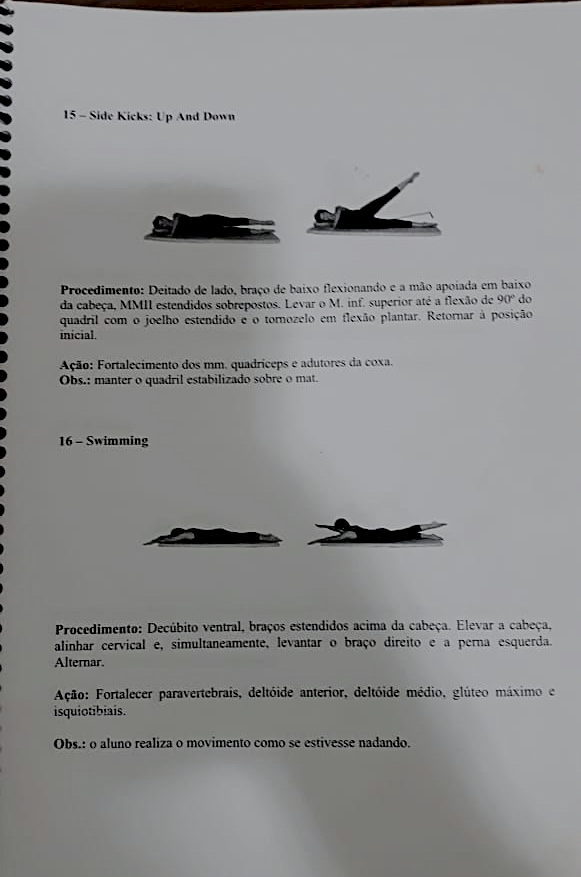 15 – Side Kicks: Up And Down
Procedimento: Deitado de lado, braço de baixo flexionando e a mão apoiada em baixo
da cabeça, MMII estendidos sobrepostos. Levar o M. inf. superior até a flexão de 90º do
quadril com o joelho estendido e o tornozelo em flexão plantar. Retornar à posição
inicial.
Ação: Fortalecimento dos mm. quadríceps e adutores da coxa.
Obs.: manter o quadril estabilizado sobre o mat.
16 – Swimming
Procedimento: Decúbito ventral, braços estendidos acima da cabeça. Elevar a cabeça,
alinhar cervical e, simultaneamente, levantar o braço direito e a perna esquerda.
Alternar.
Ação: Fortalecer paravertebrais, deltóide anterior, deltóide médio, glúteo máximo e
isquiotibiais.
Obs.: o aluno realiza o movimento como se estivesse nadando.